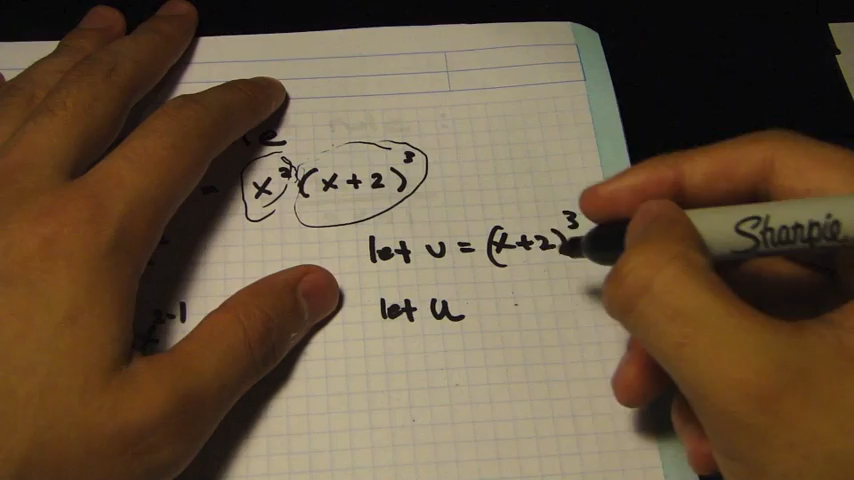 = x² (x+2)³
let v = (x+2)³
let u
Sharpie